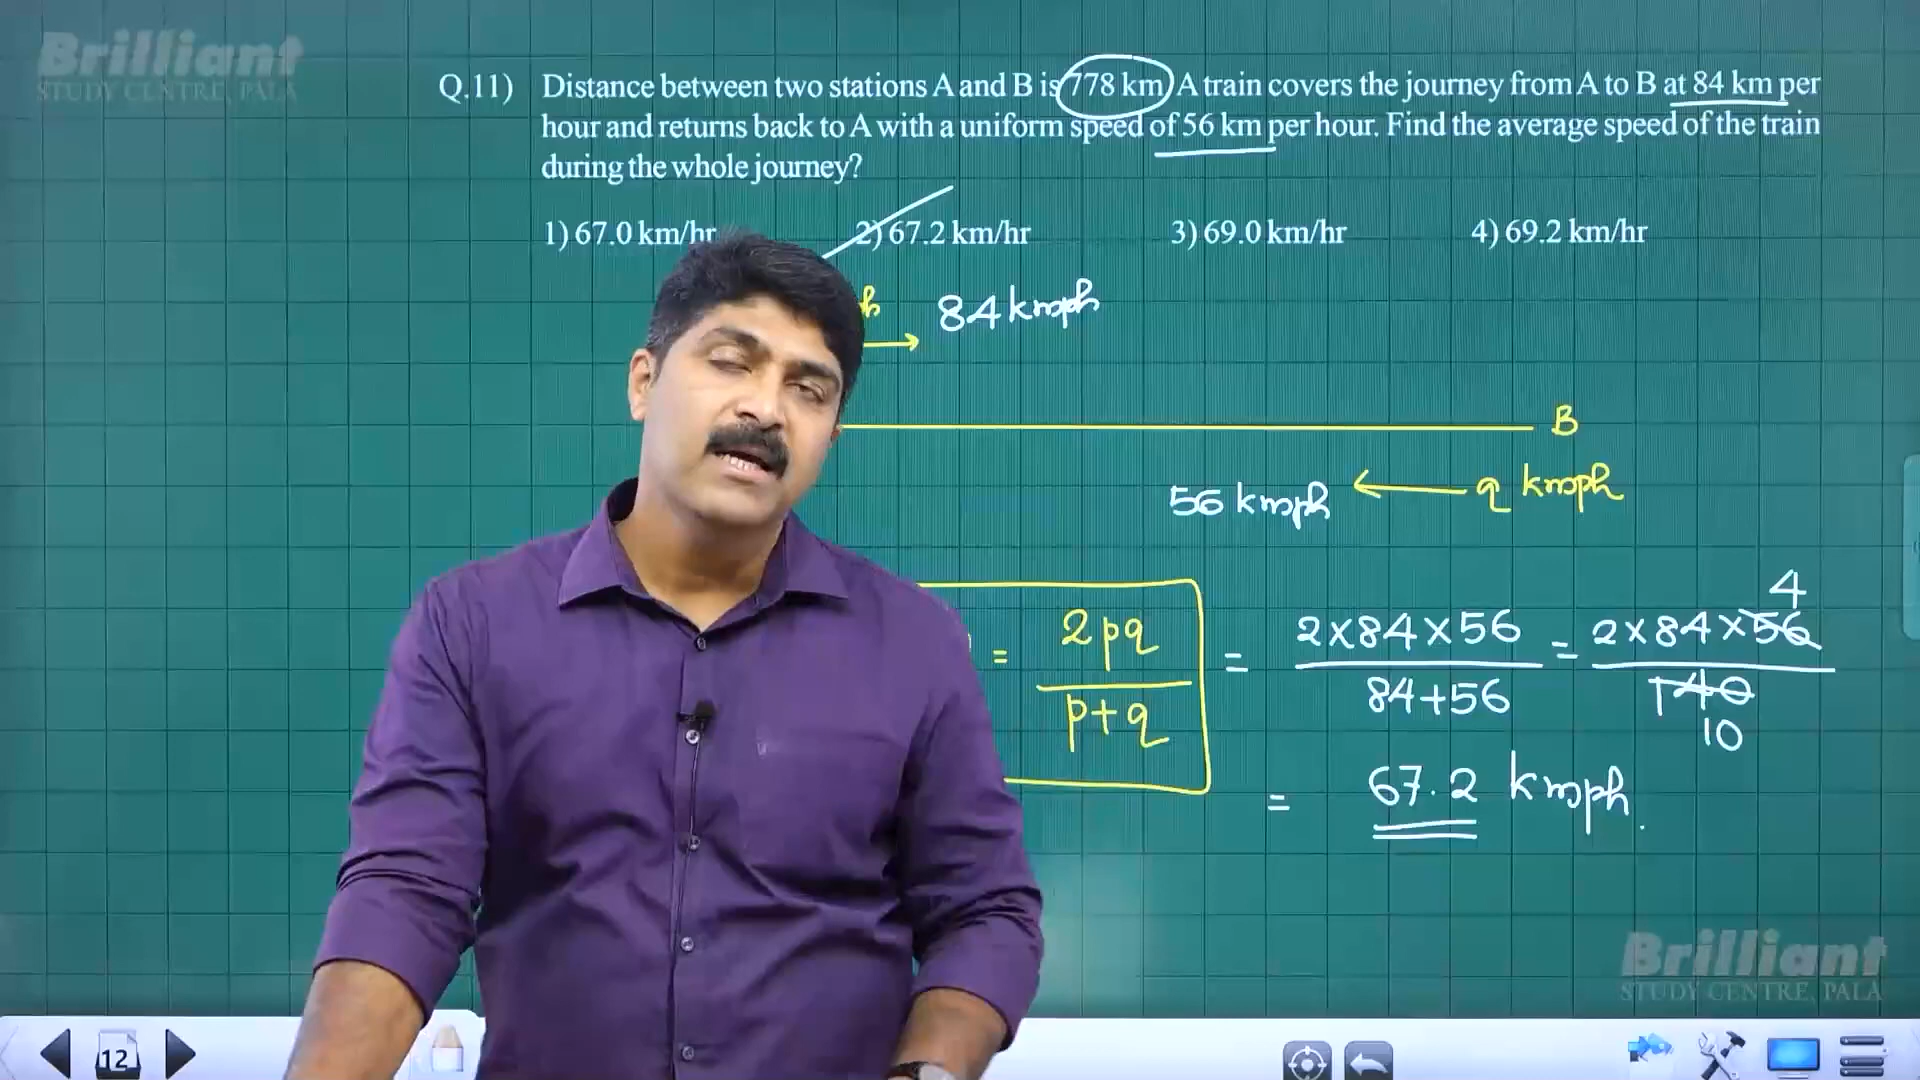 Brilliant
STUDY CENTRE, PALA
Q.11) Distance between two stations A and B is 778 km A train covers the journey from A to B at 84 km per
hour and returns back to A with a uniform speed of 56 km per hour. Find the average speed of the train
during the whole journey?
1) 67.0 km/hr 2) 67.2 km/hr 3) 69.0 km/hr 4) 69.2 km/hr
h 84 kmph
B
56 kmph q kmph
4
= 2pq = 2×84×56 = 2×84×56
p+q 84+56 140
10
= 67.2 kmph.
Brilliant
STUDY CENTRE, PALA
12